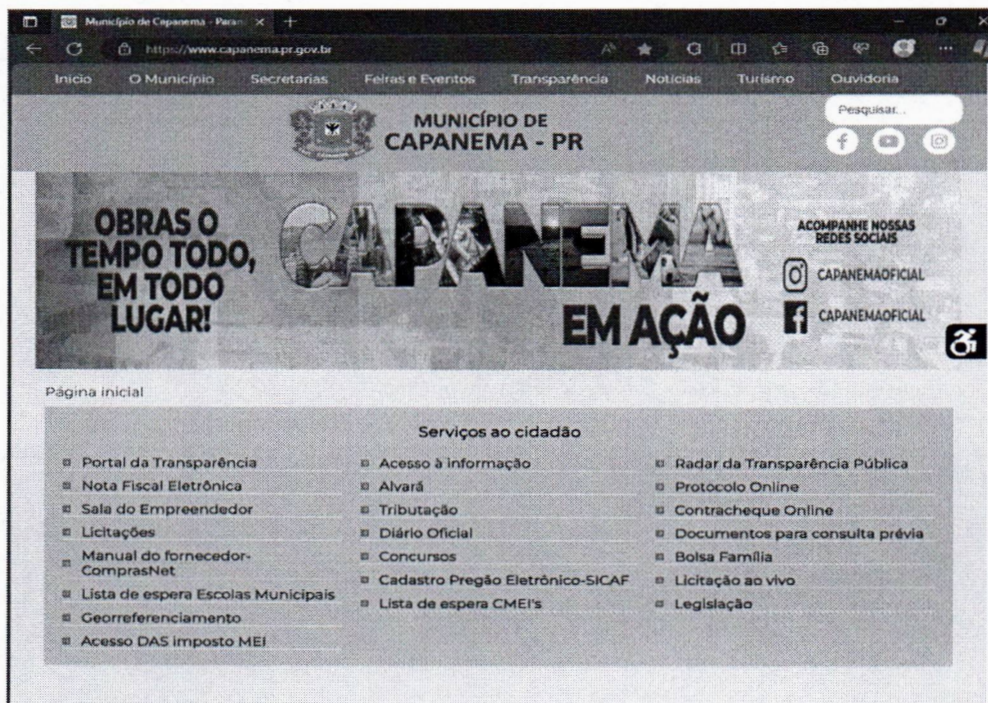 Município de Capanema - Paran
https://www.capanema.pr.gov.br
Início O Município Secretarias Feiras e Eventos Transparência Notícias Turismo Ouvidoria
Pesquisar...
MUNICÍPIO DE
CAPANEMA - PR
OBRAS O
TEMPO TODO,
EM TODO
LUGAR!
CAPANEMA
EM AÇÃO
ACOMPANHE NOSSAS
REDES SOCIAIS
CAPANEMAOFICIAL
CAPANEMAOFICIAL
Página inicial
Serviços ao cidadão
Portal da Transparência
Nota Fiscal Eletrônica
Sala do Empreendedor
Licitações
Manual do fornecedor-
ComprasNet
Lista de espera Escolas Municipais
Georreferenciamento
Acesso DAS imposto MEI
Acesso à informação
Alvará
Tributação
Diário Oficial
Concursos
Cadastro Pregão Eletrônico-SICAF
Lista de espera CMEI's
Radar da Transparência Pública
Protocolo Online
Contracheque Online
Documentos para consulta prévia
Bolsa Família
Licitação ao vivo
Legislação